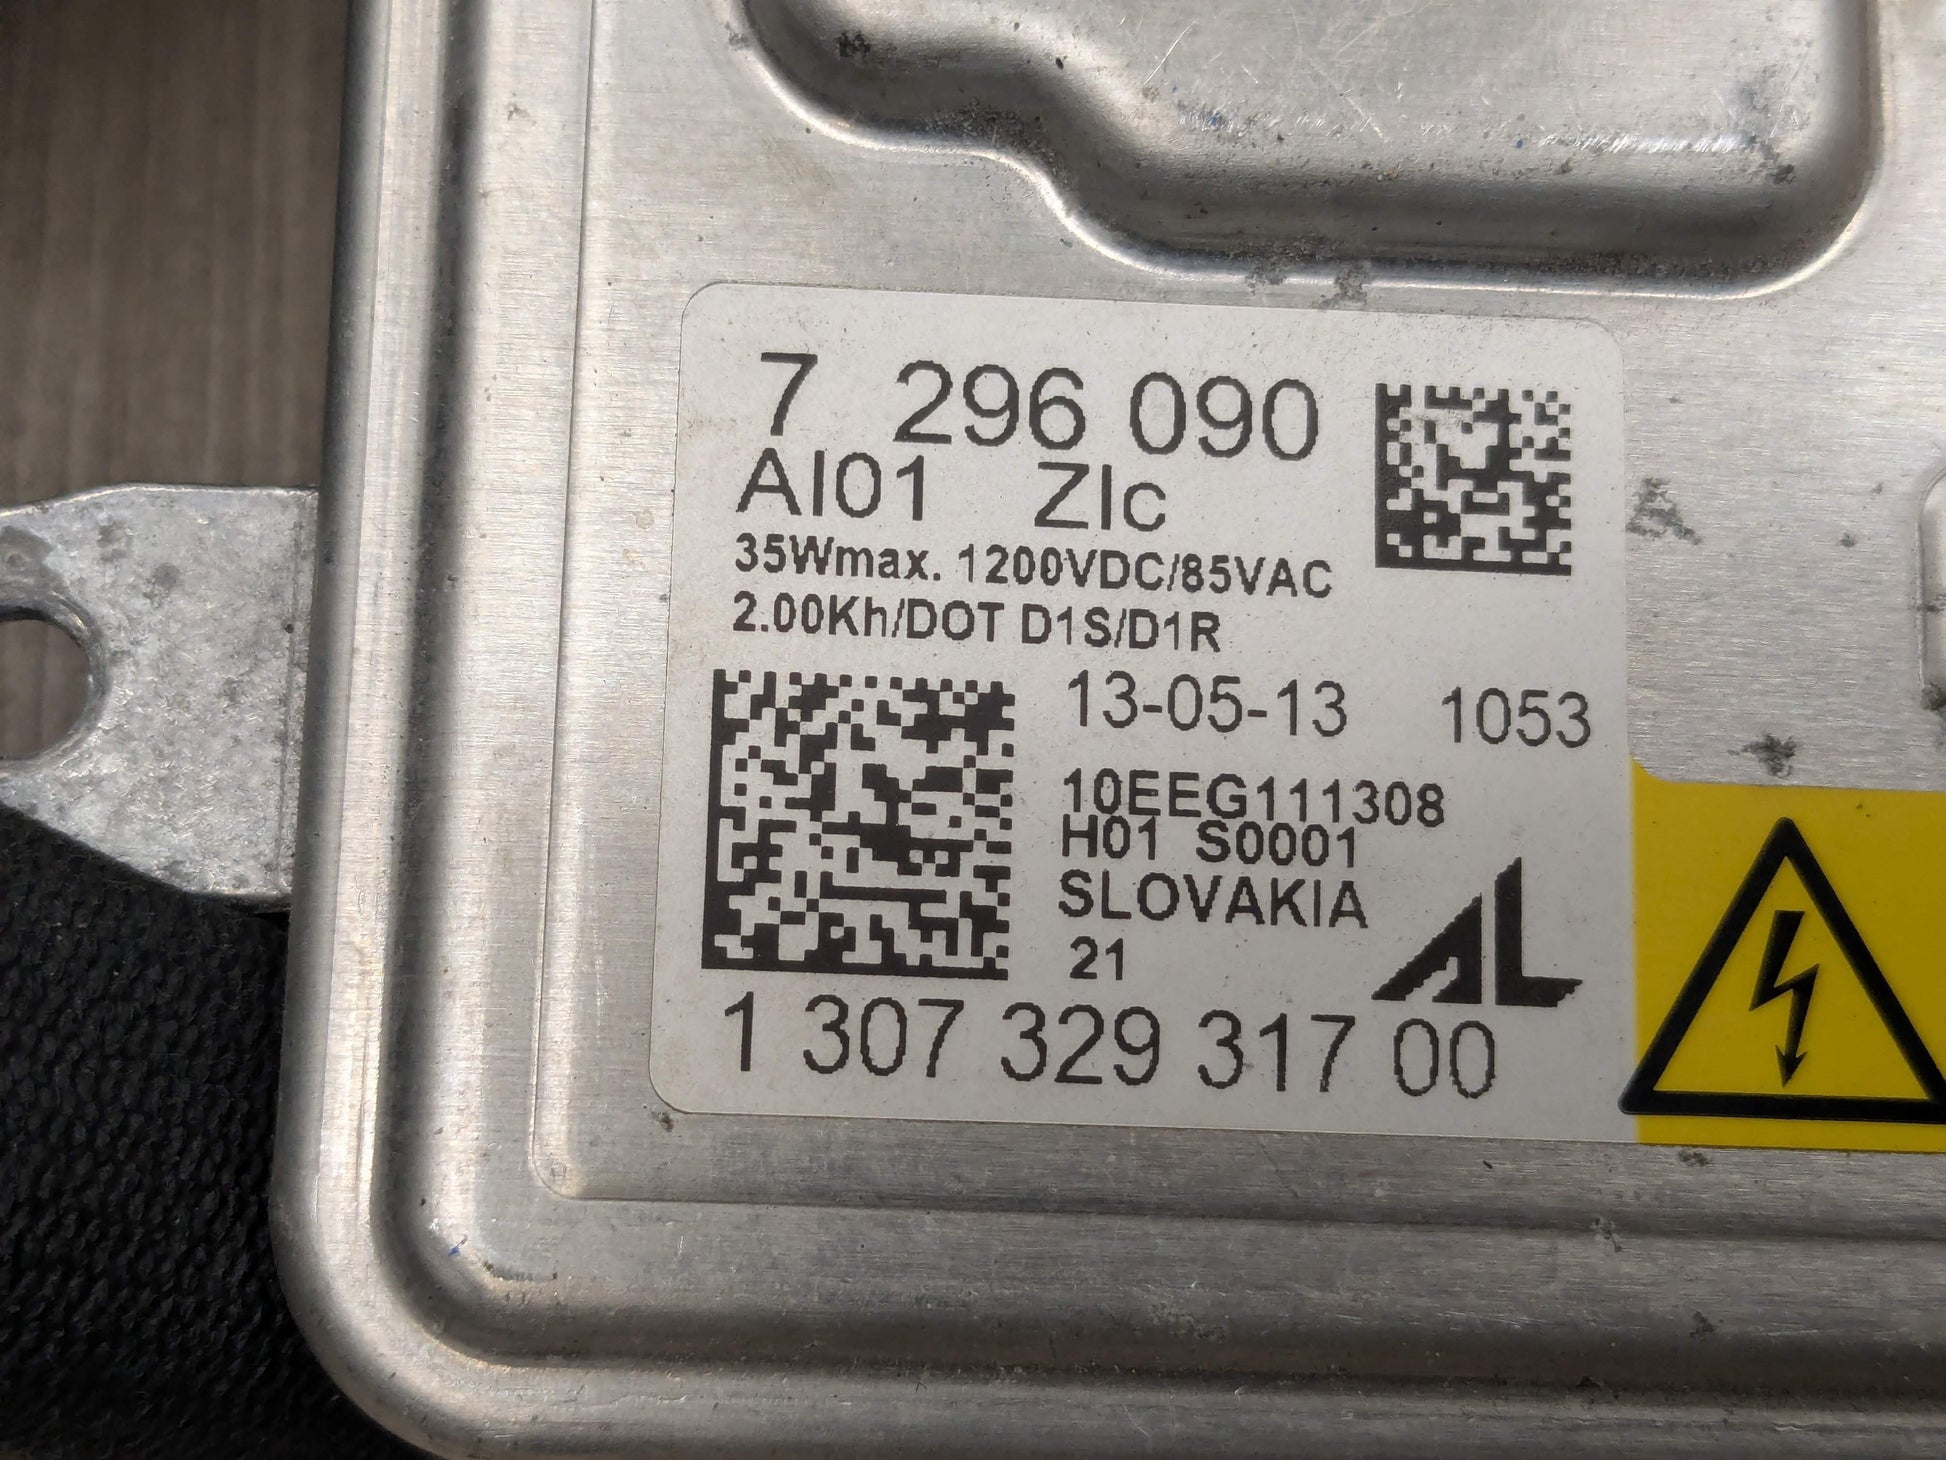 7 296 090
AI01 ZIc
35Wmax. 1200VDC/85VAC
2.00Kh/DOT D1S/D1R
13-05-13 1053
10EEG111308
H01 S0001
SLOVAKIA
21
AL
1 307 329 317 00